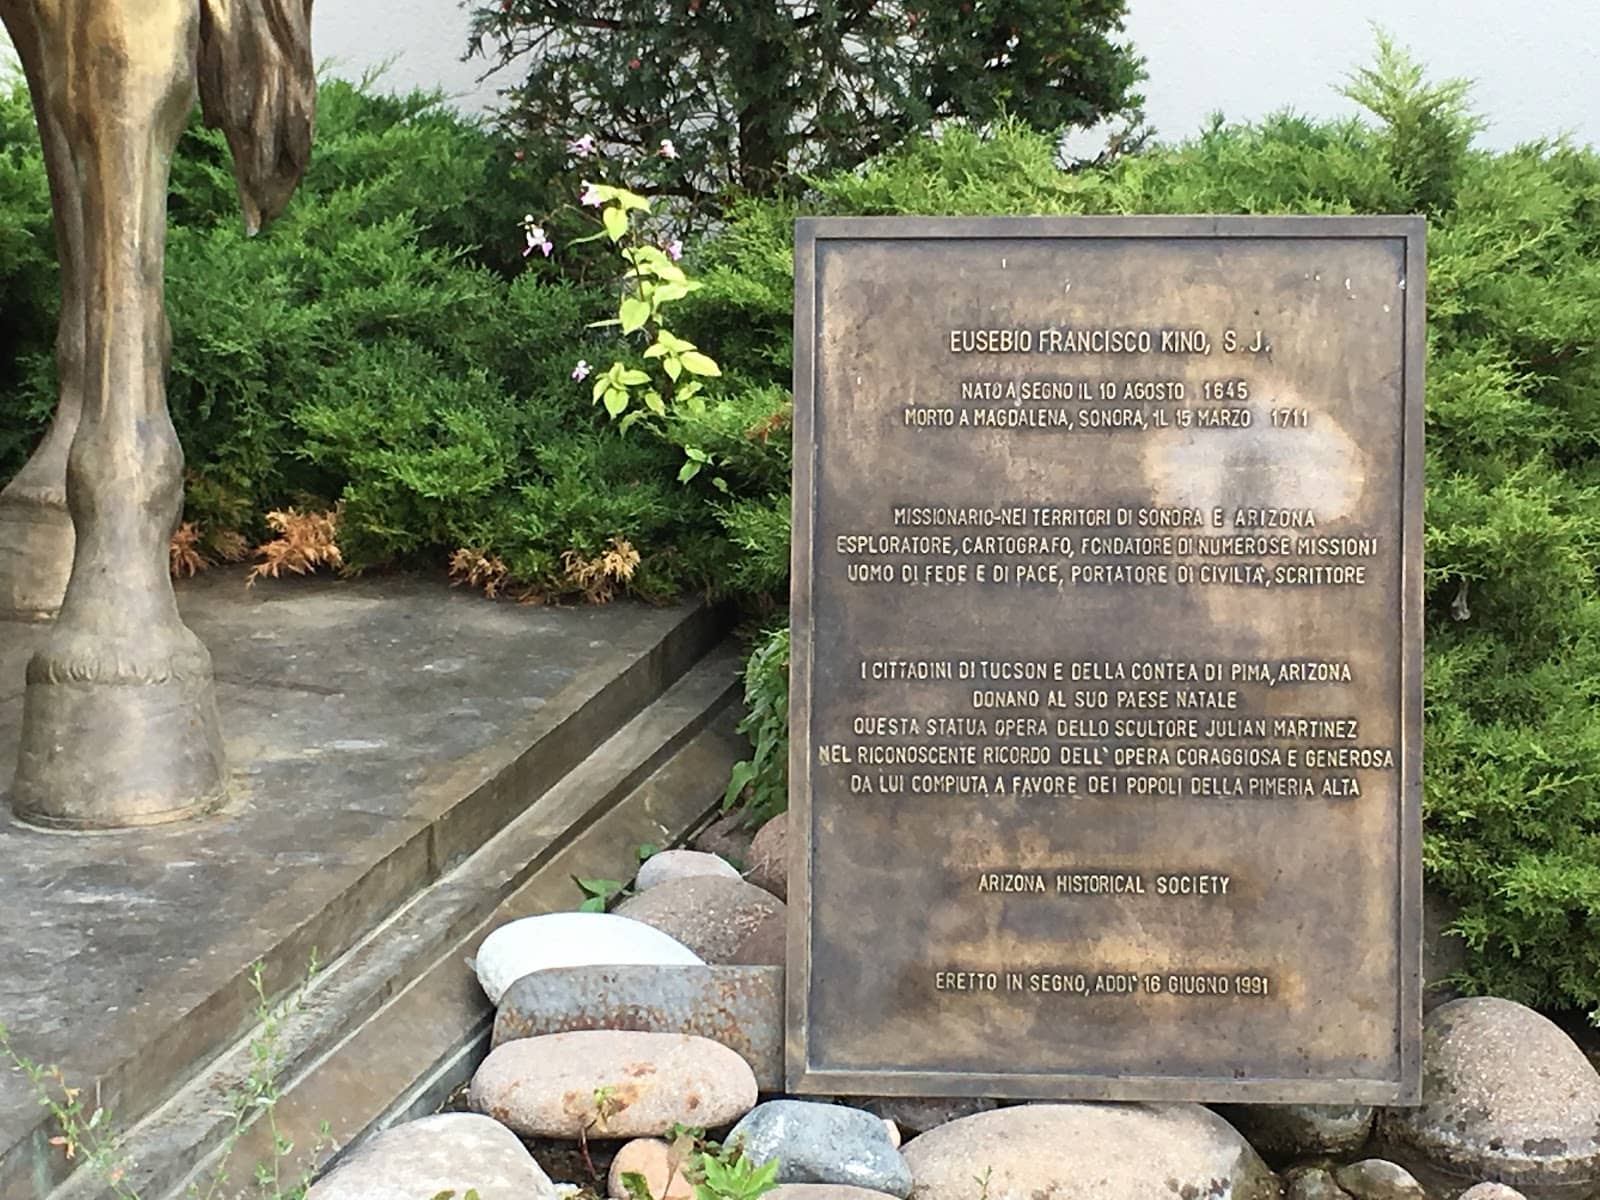 EUSEBIO FRANCISCO KINO, S.J.
NATO A SEGNO IL 10 AGOSTO 1645
MORTO A MAGDALENA, SONORA, IL 15 MARZO 1711
MISSIONARIO-NEI TERRITORI DI SONORA E ARIZONA
ESPLORATORE, CARTOGRAFO, FONDATORE DI NUMEROSE MISSIONI
UOMO DI FEDE E DI PACE, PORTATORE DI CIVILTA', SCRITTORE
I CITTADINI DI TUCSON E DELLA CONTEA DI PIMA, ARIZONA
DONANO AL SUO PAESE NATALE
QUESTA STATUA OPERA DELLO SCULTORE JULIAN MARTINEZ
NEL RICONOSCENTE RICORDO DELL' OPERA CORAGGIOSA E GENEROSA
DA LUI COMPIUTA A FAVORE DEI POPOLI DELLA PIMERIA ALTA
ARIZONA HISTORICAL SOCIETY
ERETTO IN SEGNO, ADDI' 16 GIUGNO 1991